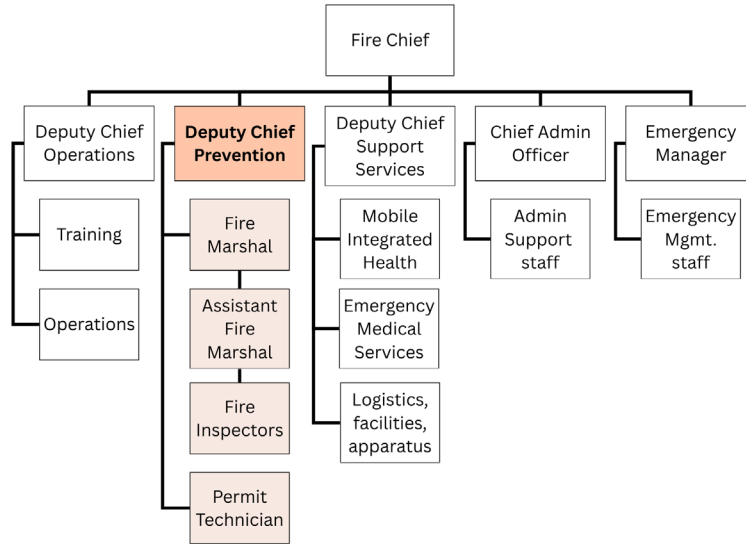 Fire Chief
Deputy Chief
Operations
Training
Operations
Deputy Chief
Prevention
Fire
Marshal
Assistant
Fire
Marshal
Fire
Inspectors
Permit
Technician
Deputy Chief
Support
Services
Mobile
Integrated
Health
Emergency
Medical
Services
Logistics,
facilities,
apparatus
Chief Admin
Officer
Admin
Support
staff
Emergency
Manager
Emergency
Mgmt.
staff